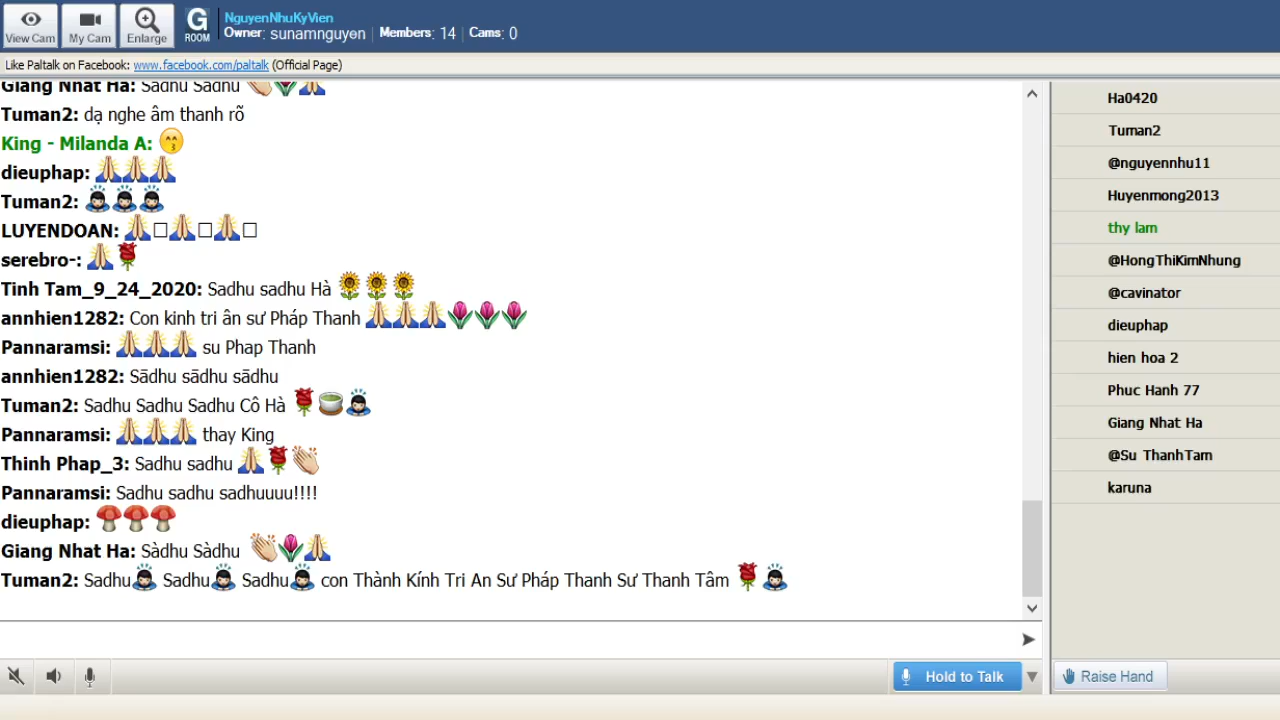 View Cam
My Cam
Enlarge
G
ROOM
NguyenNhuKyVien
Owner: sunamnguyen | Members: 14 | Cams: 0
Like Paltalk on Facebook: www.facebook.com/paltalk (Official Page)
Giang Nhat Ha: Sadhu Sadhu 👏🌷🙏
Tuman2: dạ nghe âm thanh rõ
King - Milanda A: 😙
dieuphap: 🙏🙏🙏
Tuman2: 🙇🙇🙇
LUYENDOAN: 🙏□🙏□🙏□
serebro-: 🙏🌹
Tinh Tam_9_24_2020: Sadhu sadhu Hà 🌻🌻🌻
annhien1282: Con kinh tri ân sư Pháp Thanh 🙏🙏🙏🌷🌷🌷
Pannaramsi: 🙏🙏🙏 su Phap Thanh
annhien1282: Sādhu sādhu sādhu
Tuman2: Sadhu Sadhu Sadhu Cô Hà 🌹🍵🙇
Pannaramsi: 🙏🙏🙏 thay King
Thinh Phap_3: Sadhu sadhu 🙏🌹👏
Pannaramsi: Sadhu sadhu sadhuuuu!!!!
dieuphap: 🍄🍄🍄
Giang Nhat Ha: Sàdhu Sàdhu 👏🌷🙏
Tuman2: Sadhu🙇 Sadhu🙇 Sadhu🙇 con Thành Kính Tri An Sư Pháp Thanh Sư Thanh Tâm 🌹🙇
Hold to Talk
Ha0420
Tuman2
@nguyennhu11
Huyenmong2013
thy lam
@HongThiKimNhung
@cavinator
dieuphap
hien hoa 2
Phuc Hanh 77
Giang Nhat Ha
@Su ThanhTam
karuna
Raise Hand